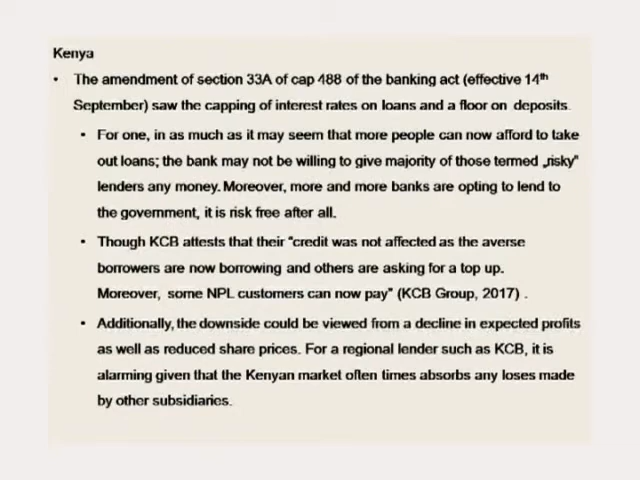 Kenya
• The amendment of section 33A of cap 488 of the banking act (effective 14th
September) saw the capping of interest rates on loans and a floor on deposits.
• For one, in as much as it may seem that more people can now afford to take
out loans; the bank may not be willing to give majority of those termed „risky"
lenders any money. Moreover, more and more banks are opting to lend to
the government, it is risk free after all.
• Though KCB attests that their "credit was not affected as the averse
borrowers are now borrowing and others are asking for a top up.
Moreover, some NPL customers can now pay" (KCB Group, 2017) .
• Additionally, the downside could be viewed from a decline in expected profits
as well as reduced share prices. For a regional lender such as KCB, it is
alarming given that the Kenyan market often times absorbs any loses made
by other subsidiaries.